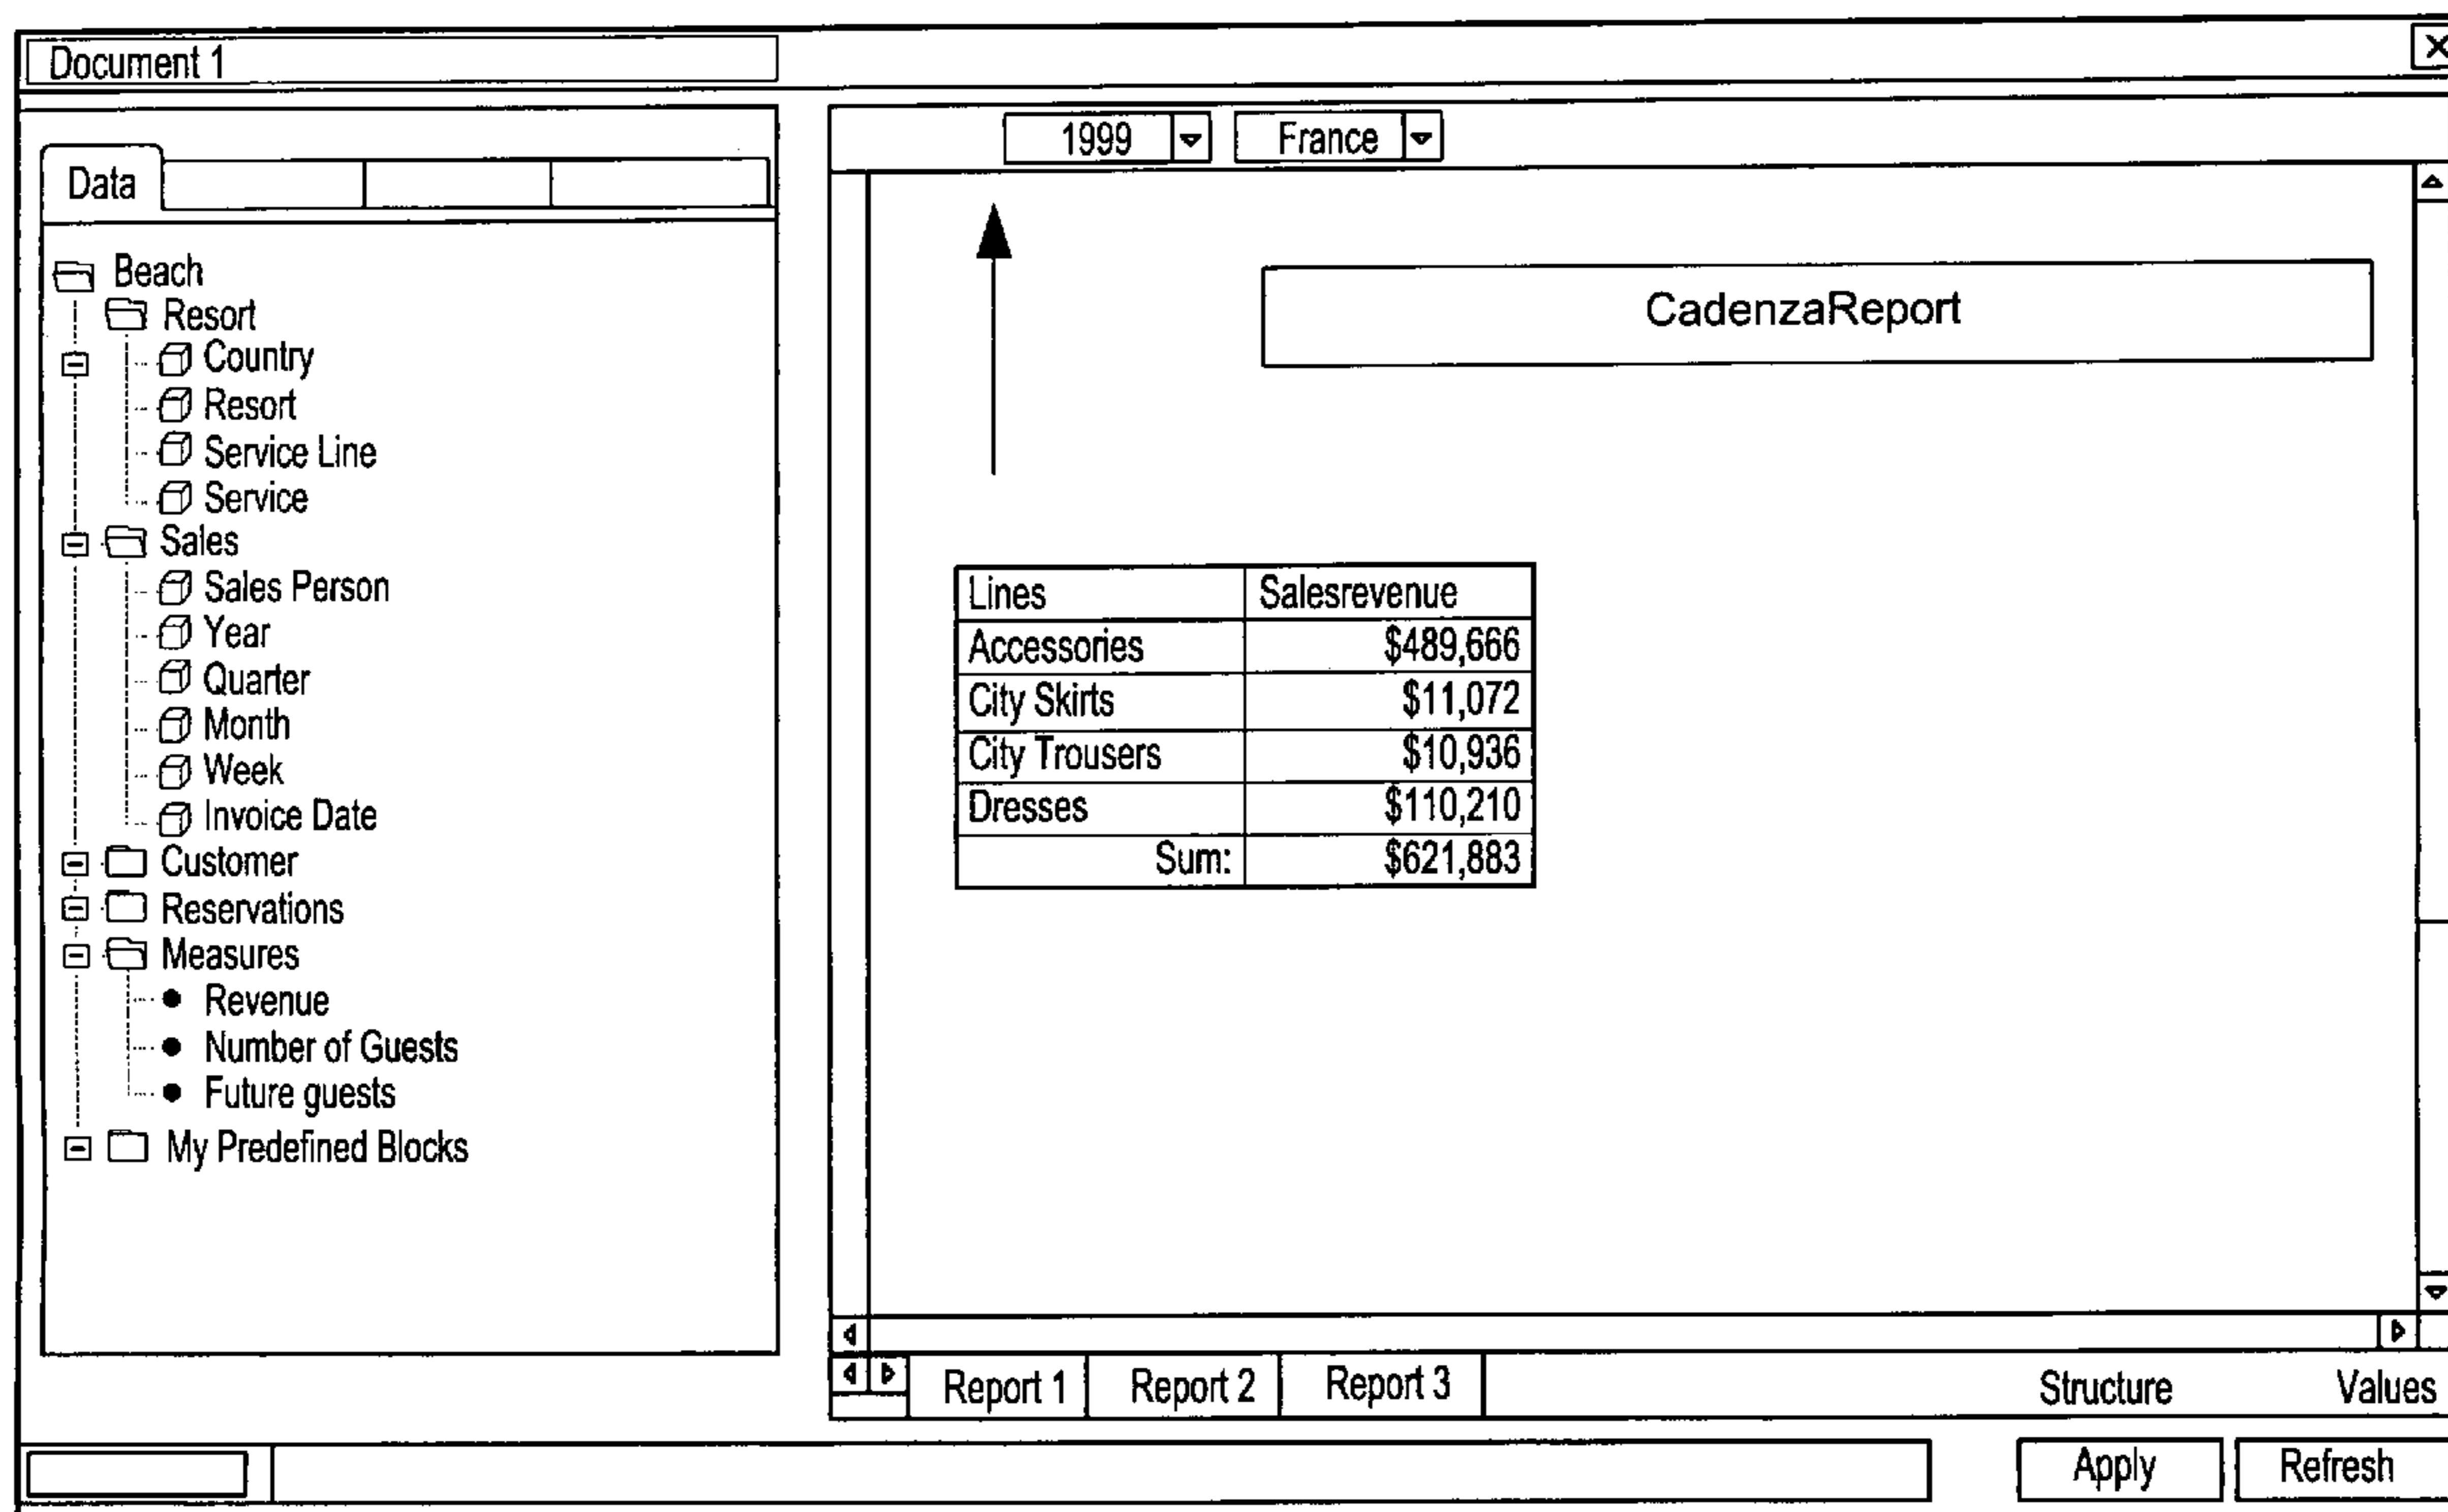 Document 1
Data
Beach
Resort
Country
Resort
Service Line
Service
Sales
Sales Person
Year
Quarter
Month
Week
Invoice Date
Customer
Reservations
Measures
Revenue
Number of Guests
Future guests
My Predefined Blocks
1999 France
CadenzaReport
Lines Salesrevenue
Accessories $489,666
City Skirts $11,072
City Trousers $10,936
Dresses $110,210
Sum: $621,883
Report 1 Report 2 Report 3 Structure Values
Apply Refresh